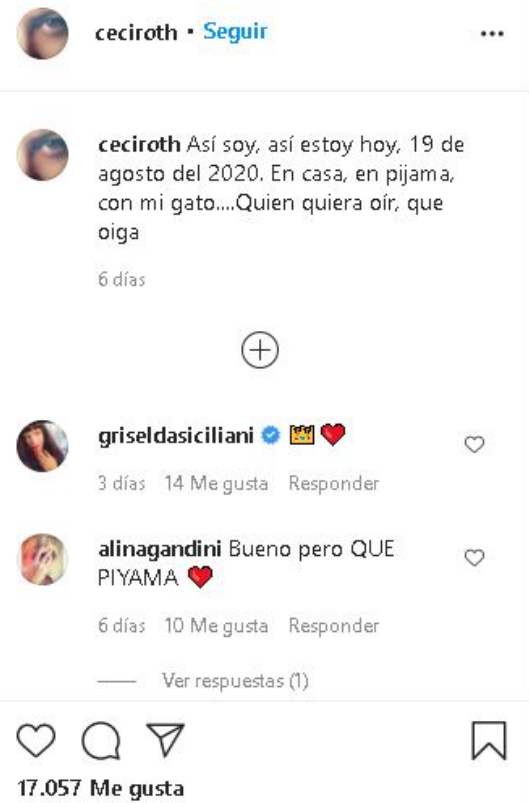 ceciroth • Seguir
ceciroth Así soy, así estoy hoy, 19 de
agosto del 2020. En casa, en pijama,
con mi gato....Quien quiera oír, que
oiga
6 días
griseldasiciliani
3 días 14 Me gusta Responder
alinagandini Bueno pero QUE
PIYAMA ❤️
6 días 10 Me gusta Responder
Ver respuestas (1)
17.057 Me gusta